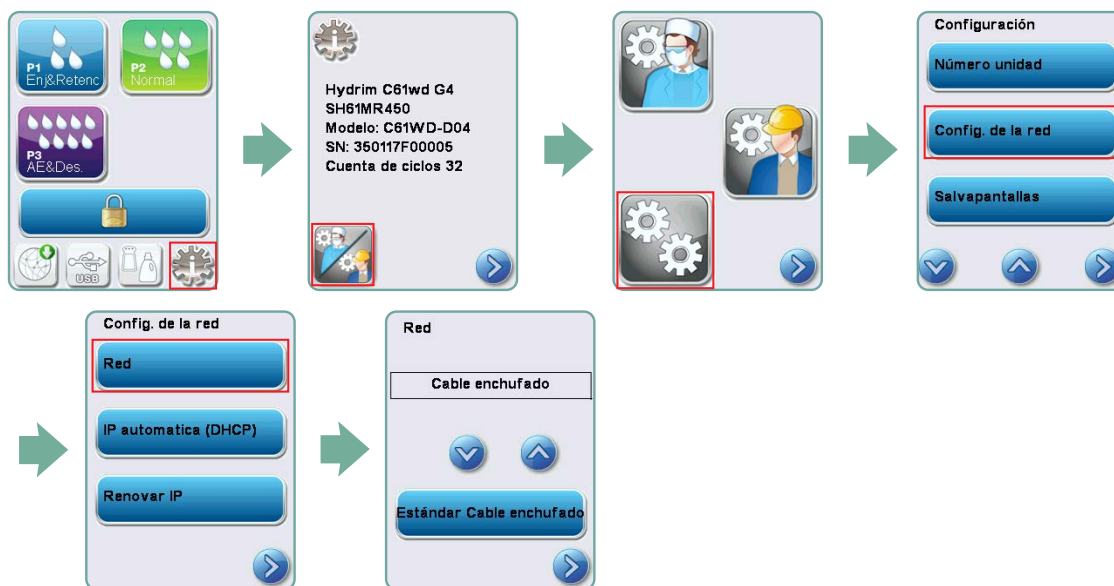 P1
Enj&Retenc
P2
Normal
P3
AE&Des.
USB
Hydrim C61wd G4
SH61MR450
Modelo: C61WD-D04
SN: 350117F00005
Cuenta de ciclos 32
Configuración
Número unidad
Config. de la red
Salvapantallas
Config. de la red
Red
IP automatica (DHCP)
Renovar IP
Red
Cable enchufado
Estándar Cable enchufado